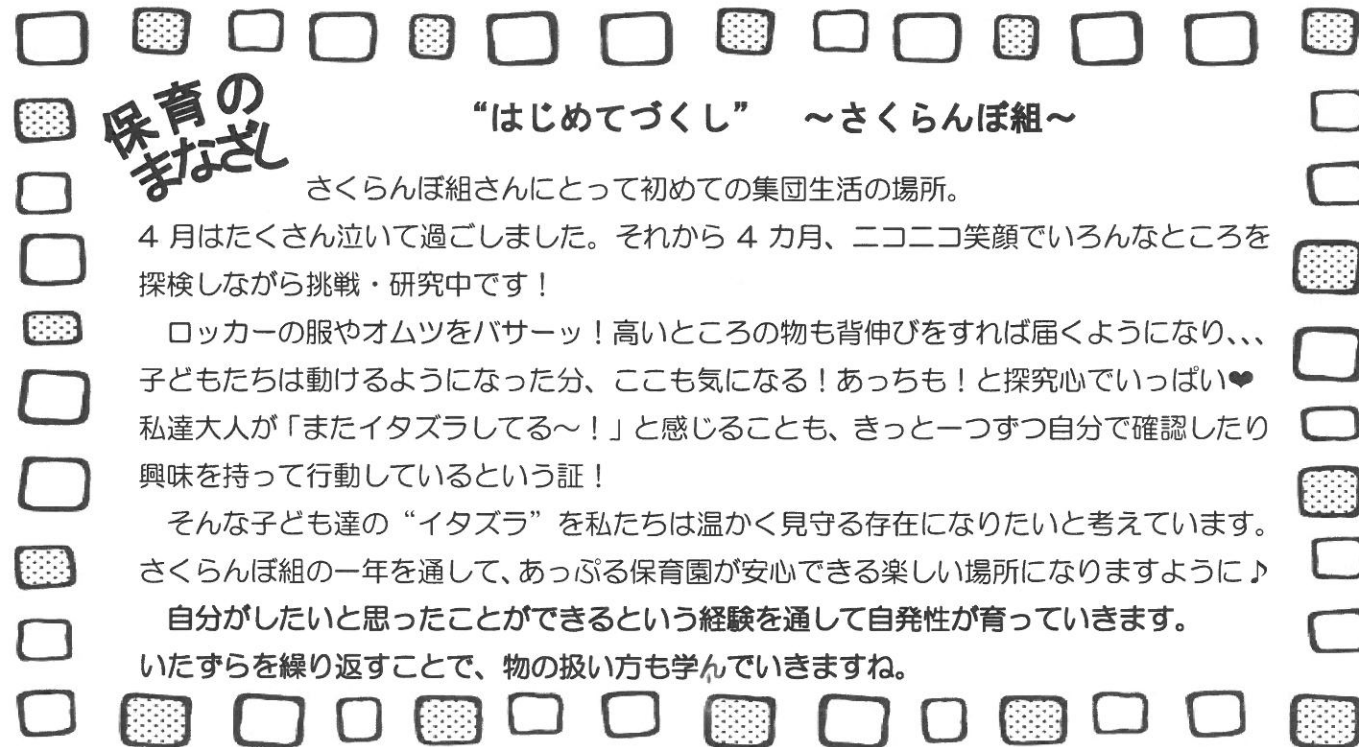 保育の
まなざし
“はじめてづくし”　～さくらんぼ組～
さくらんぼ組さんにとって初めての集団生活の場所。
4 月はたくさん泣いて過ごしました。それから 4 カ月、ニコニコ笑顔でいろんなところを
探検しながら挑戦・研究中です！
ロッカーの服やオムツをバサーッ！高いところの物も背伸びをすれば届くようになり、、、
子どもたちは動けるようになった分、ここも気になる！あっちも！と探究心でいっぱい❤
私達大人が「またイタズラしてる～！」と感じることも、きっと一つずつ自分で確認したり
興味を持って行動しているという証！
そんな子ども達の “イタズラ” を私たちは温かく見守る存在になりたいと考えています。
さくらんぼ組の一年を通して、あっぷる保育園が安心できる楽しい場所になりますように♪
自分がしたいと思ったことができるという経験を通して自発性が育っていきます。
いたずらを繰り返すことで、物の扱い方も学んでいきますね。